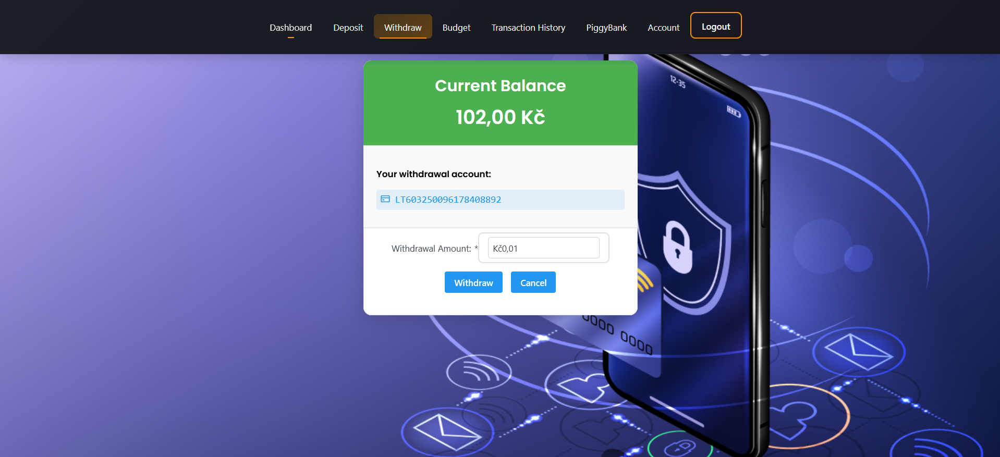 Dashboard Deposit Withdraw Budget Transaction History PiggyBank Account Logout
12-35
Current Balance
102,00 Kč
Your withdrawal account:
LT603250096178408892
Withdrawal Amount: * Kč0,01
Withdraw Cancel
0000 0000